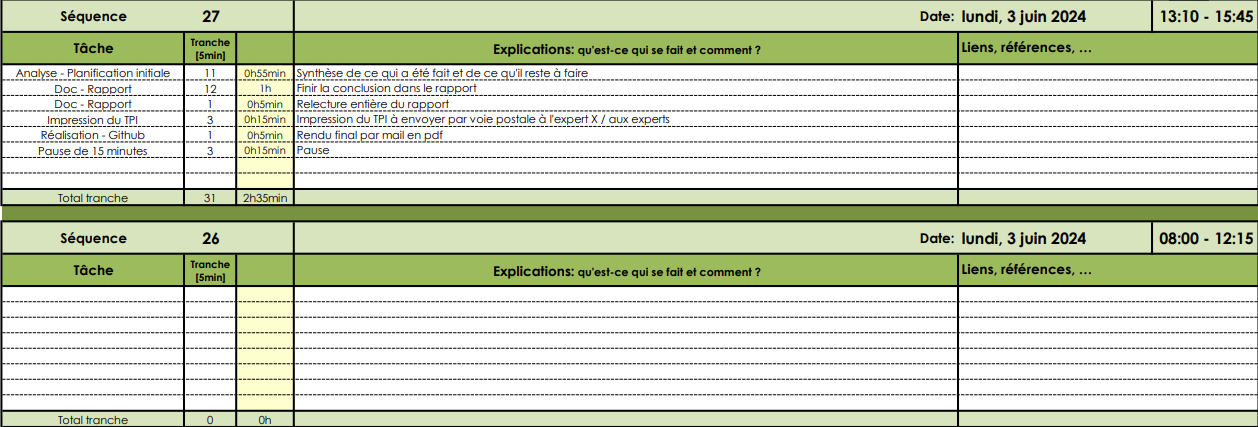 Séquence 27 Date: lundi, 3 juin 2024 13:10 - 15:45
Tâche Tranche [5min] Explications: qu'est-ce qui se fait et comment ? Liens, références, ...
Analyse - Planification initiale 11 0h55min Synthèse de ce qui a été fait et de ce qu'il reste à faire
Doc - Rapport 12 1h Finir la conclusion dans le rapport
Doc - Rapport 1 0h5min Relecture entière du rapport
Impression du TPI 3 0h15min Impression du TPI à envoyer par voie postale à l'expert X / aux experts
Réalisation - Github 1 0h5min Rendu final par mail en pdf
Pause de 15 minutes 3 0h15min Pause
Total tranche 31 2h35min
Séquence 26 Date: lundi, 3 juin 2024 08:00 - 12:15
Tâche Tranche [5min] Explications: qu'est-ce qui se fait et comment ? Liens, références, ...
Total tranche 0 0h